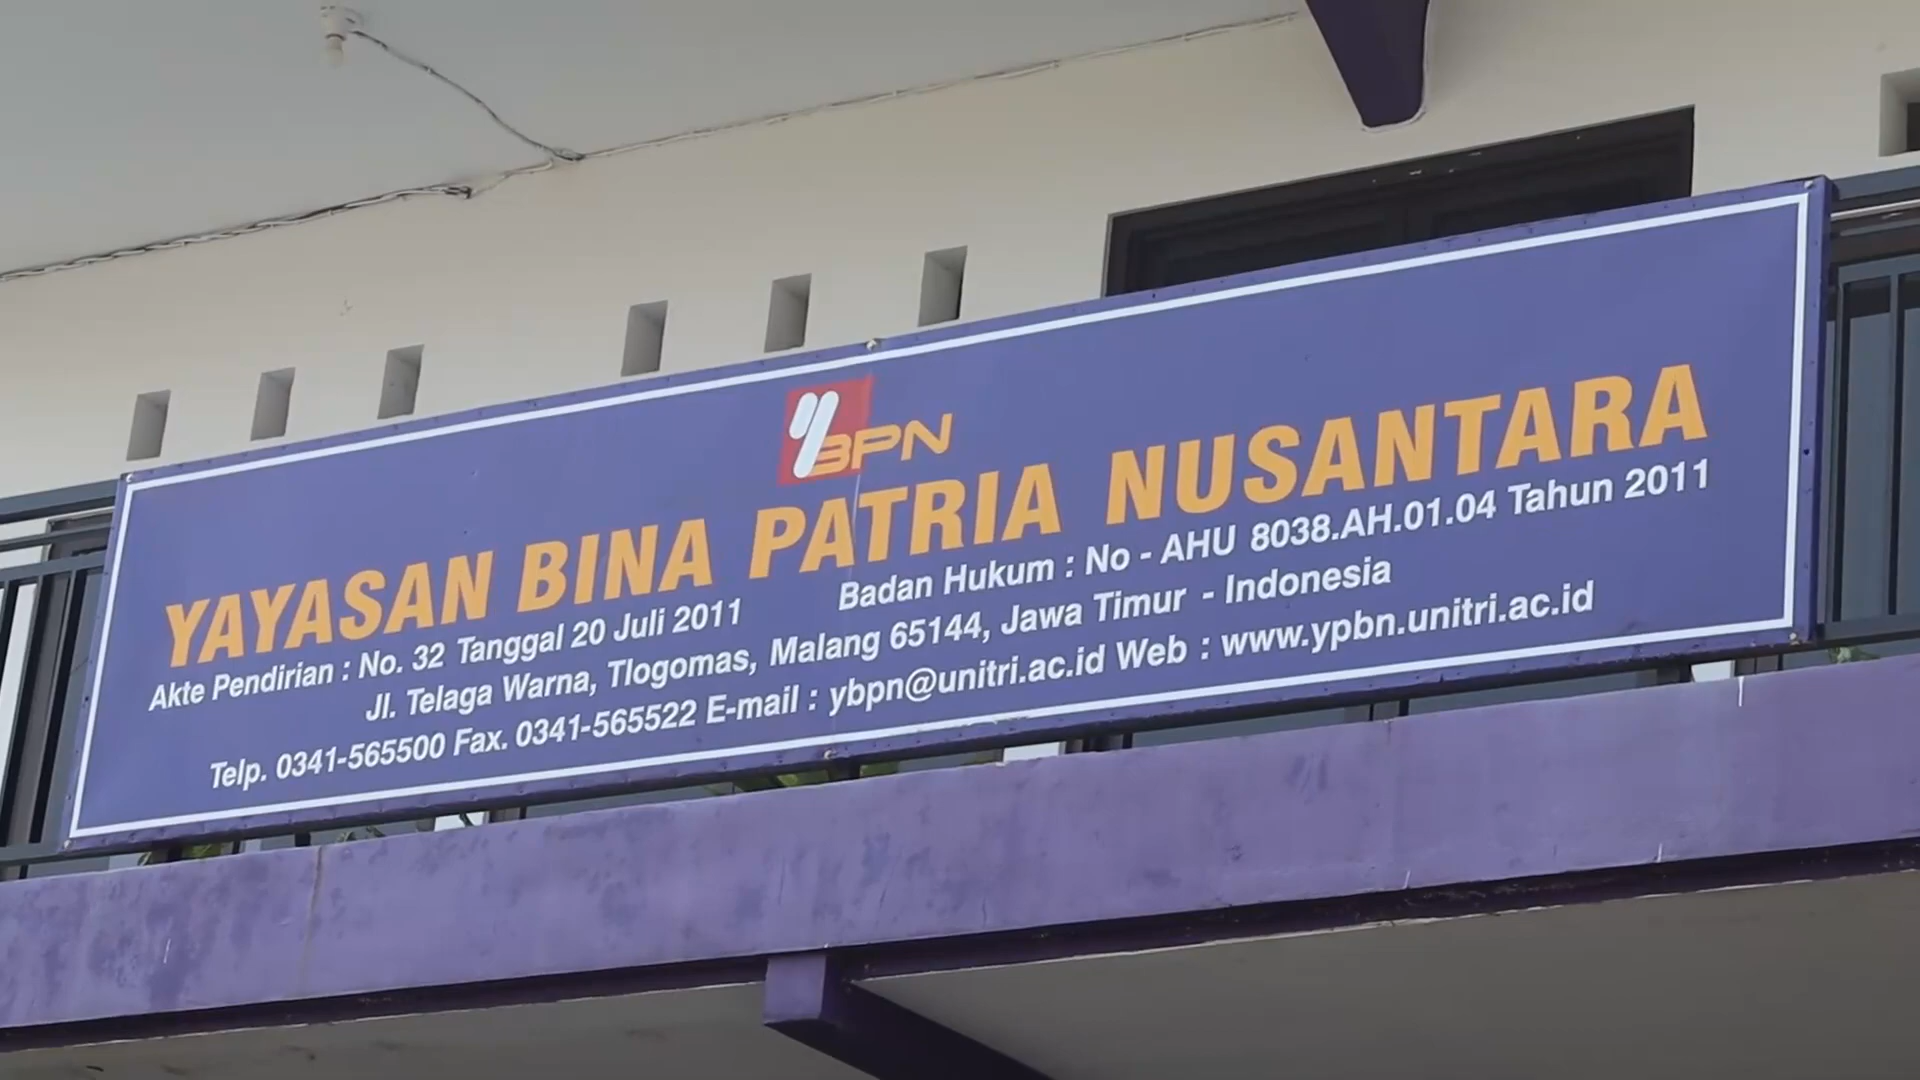 YBPN
YAYASAN BINA PATRIA NUSANTARA
Akte Pendirian : No. 32 Tanggal 20 Juli 2011 Badan Hukum : No - AHU 8038.AH.01.04 Tahun 2011
Jl. Telaga Warna, Tlogomas, Malang 65144, Jawa Timur - Indonesia
Telp. 0341-565500 Fax. 0341-565522 E-mail : ybpn@unitri.ac.id Web : www.ypbn.unitri.ac.id